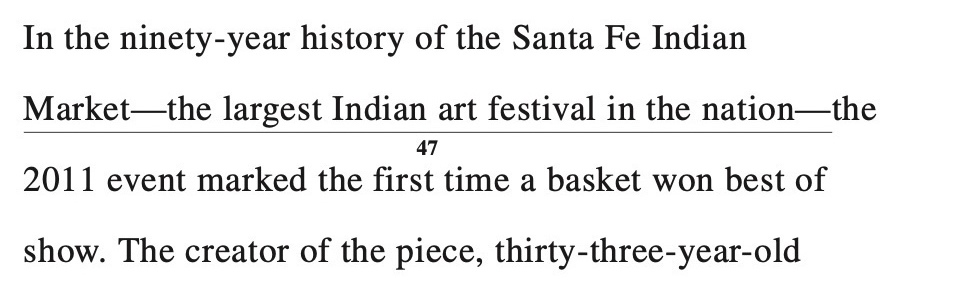 In the ninety-year history of the Santa Fe Indian
Market—the largest Indian art festival in the nation—the
47
2011 event marked the first time a basket won best of
show. The creator of the piece, thirty-three-year-old